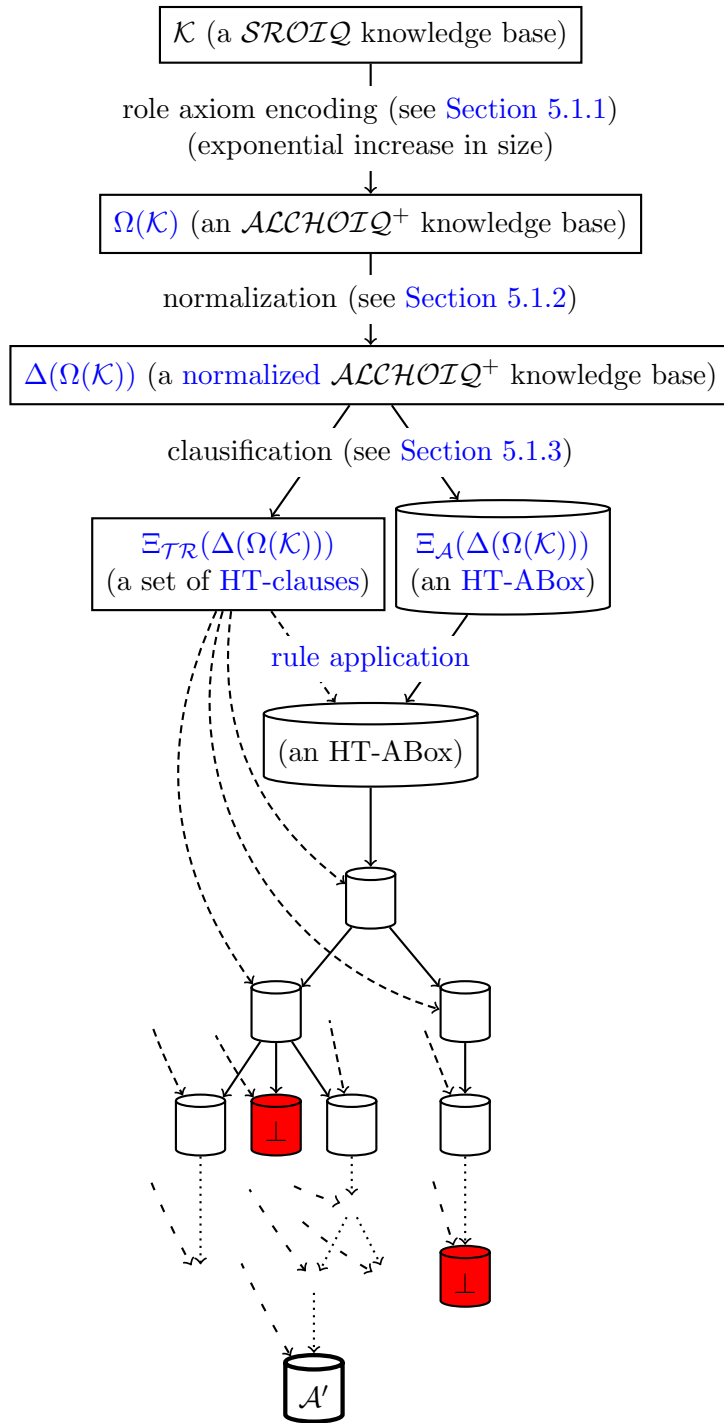 𝒦 (a 𝒮ℛ𝒪ℐ𝒬 knowledge base)
role axiom encoding (see Section 5.1.1)
(exponential increase in size)
Ω(𝒦) (an 𝒜ℒ𝒞ℋ𝒪ℐ𝒬⁺ knowledge base)
normalization (see Section 5.1.2)
Δ(Ω(𝒦)) (a normalized 𝒜ℒ𝒞ℋ𝒪ℐ𝒬⁺ knowledge base)
clausification (see Section 5.1.3)
Ξ_𝒯ℛ(Δ(Ω(𝒦)))
(a set of HT-clauses)
Ξ_𝒜(Δ(Ω(𝒦)))
(an HT-ABox)
rule application
(an HT-ABox)
⊥
⊥
𝒜′